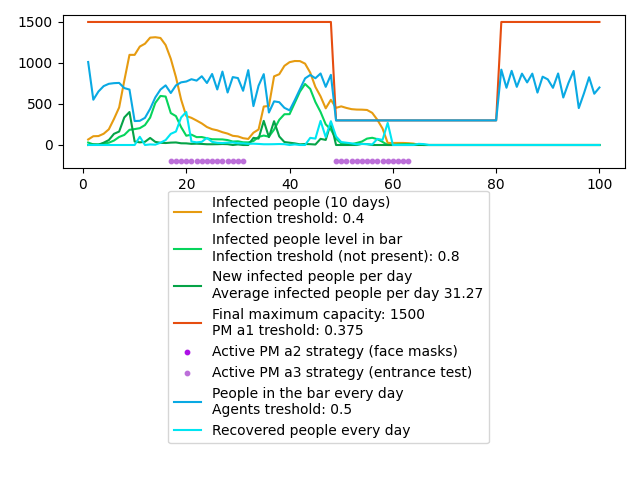 1500
1000
500
0
0 20 40 60 80 100
Infected people (10 days)
Infection treshold: 0.4
Infected people level in bar
Infection treshold (not present): 0.8
New infected people per day
Average infected people per day 31.27
Final maximum capacity: 1500
PM a1 treshold: 0.375
Active PM a2 strategy (face masks)
Active PM a3 strategy (entrance test)
People in the bar every day
Agents treshold: 0.5
Recovered people every day